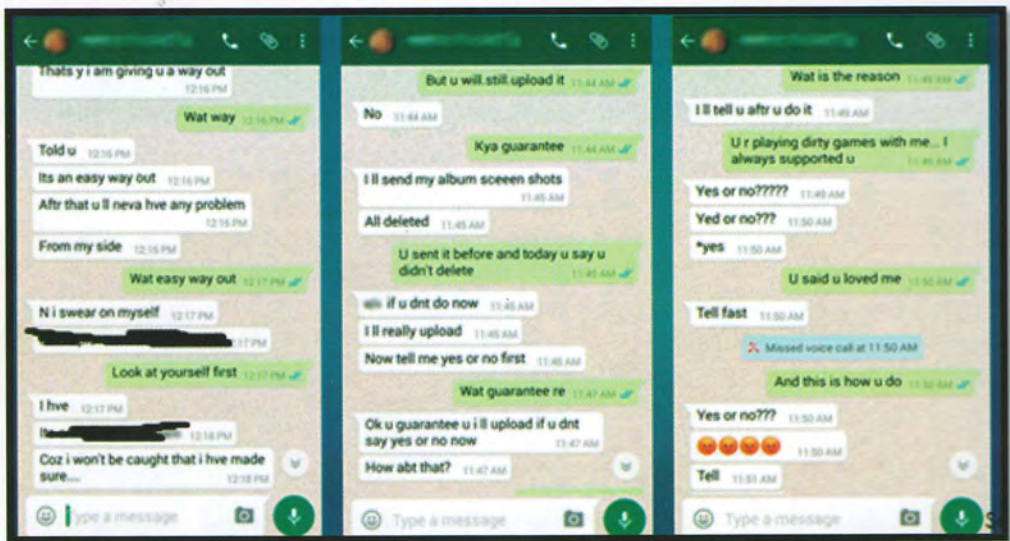 Thats y i am giving u a way out
12:16 PM
Wat way 12:16 PM
Told u 12:16 PM
Its an easy way out 12:16 PM
Aftr that u ll neva hve any problem
12:16 PM
From my side 12:16 PM
Wat easy way out 12:17 PM
N i swear on myself 12:17 PM
Look at yourself first 12:17 PM
I hve 12:17 PM
12:18 PM
Coz i won't be caught that i hve made
sure.... 12:18 PM
Type a message
But u will still upload it 11:44 AM
No 11:44 AM
Kya guarantee 11:44 AM
I ll send my album sceeen shots
11:45 AM
All deleted 11:45 AM
U sent it before and today u say u
didn't delete 11:45 AM
if u dnt do now 11:45 AM
I ll really upload 11:45 AM
Now tell me yes or no first 11:46 AM
Wat guarantee re 11:47 AM
Ok u guarantee u i ll upload if u dnt
say yes or no now 11:47 AM
How abt that? 11:47 AM
Type a message
Wat is the reason 11:49 AM
I ll tell u aftr u do it 11:49 AM
U r playing dirty games with me... I
always supported u 11:49 AM
Yes or no????? 11:49 AM
Yed or no??? 11:50 AM
*yes 11:50 AM
U said u loved me 11:50 AM
Tell fast 11:50 AM
Missed voice call at 11:50 AM
And this is how u do 11:50 AM
Yes or no??? 11:50 AM
11:50 AM
Tell 11:51 AM
Type a message